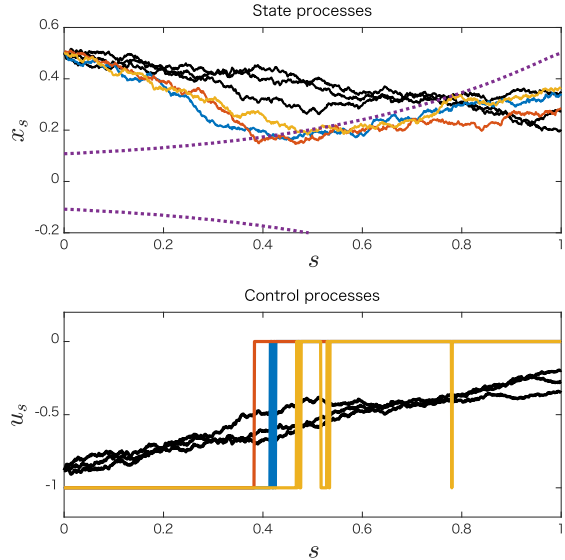 State processes
0.6
0.4
0.2
0
-0.2
x_s
0 0.2 0.4 0.6 0.8 1
s
Control processes
0
-0.5
-1
u_s
0 0.2 0.4 0.6 0.8 1
s